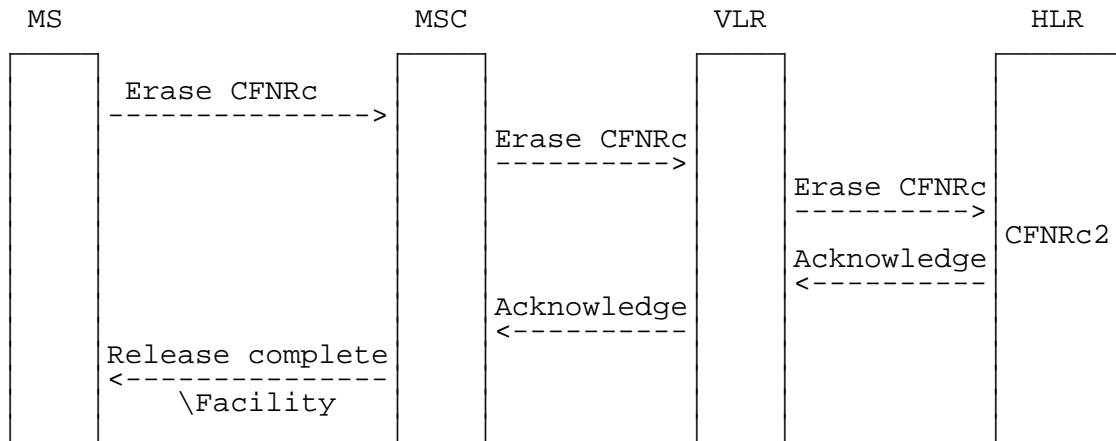 MS MSC VLR HLR
Erase CFNRc
Erase CFNRc
Erase CFNRc
CFNRc2
Acknowledge
Acknowledge
Release complete
\Facility